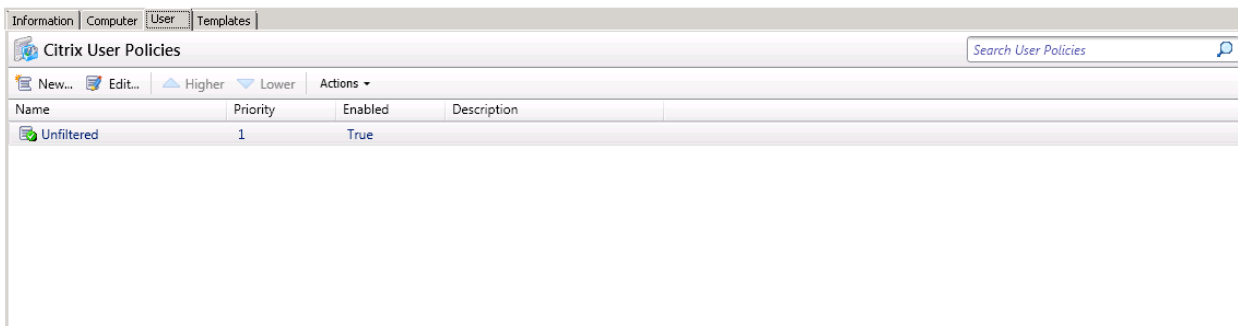 Information Computer User Templates
Citrix User Policies Search User Policies
New... Edit... Higher Lower Actions
Name Priority Enabled Description
Unfiltered 1 True